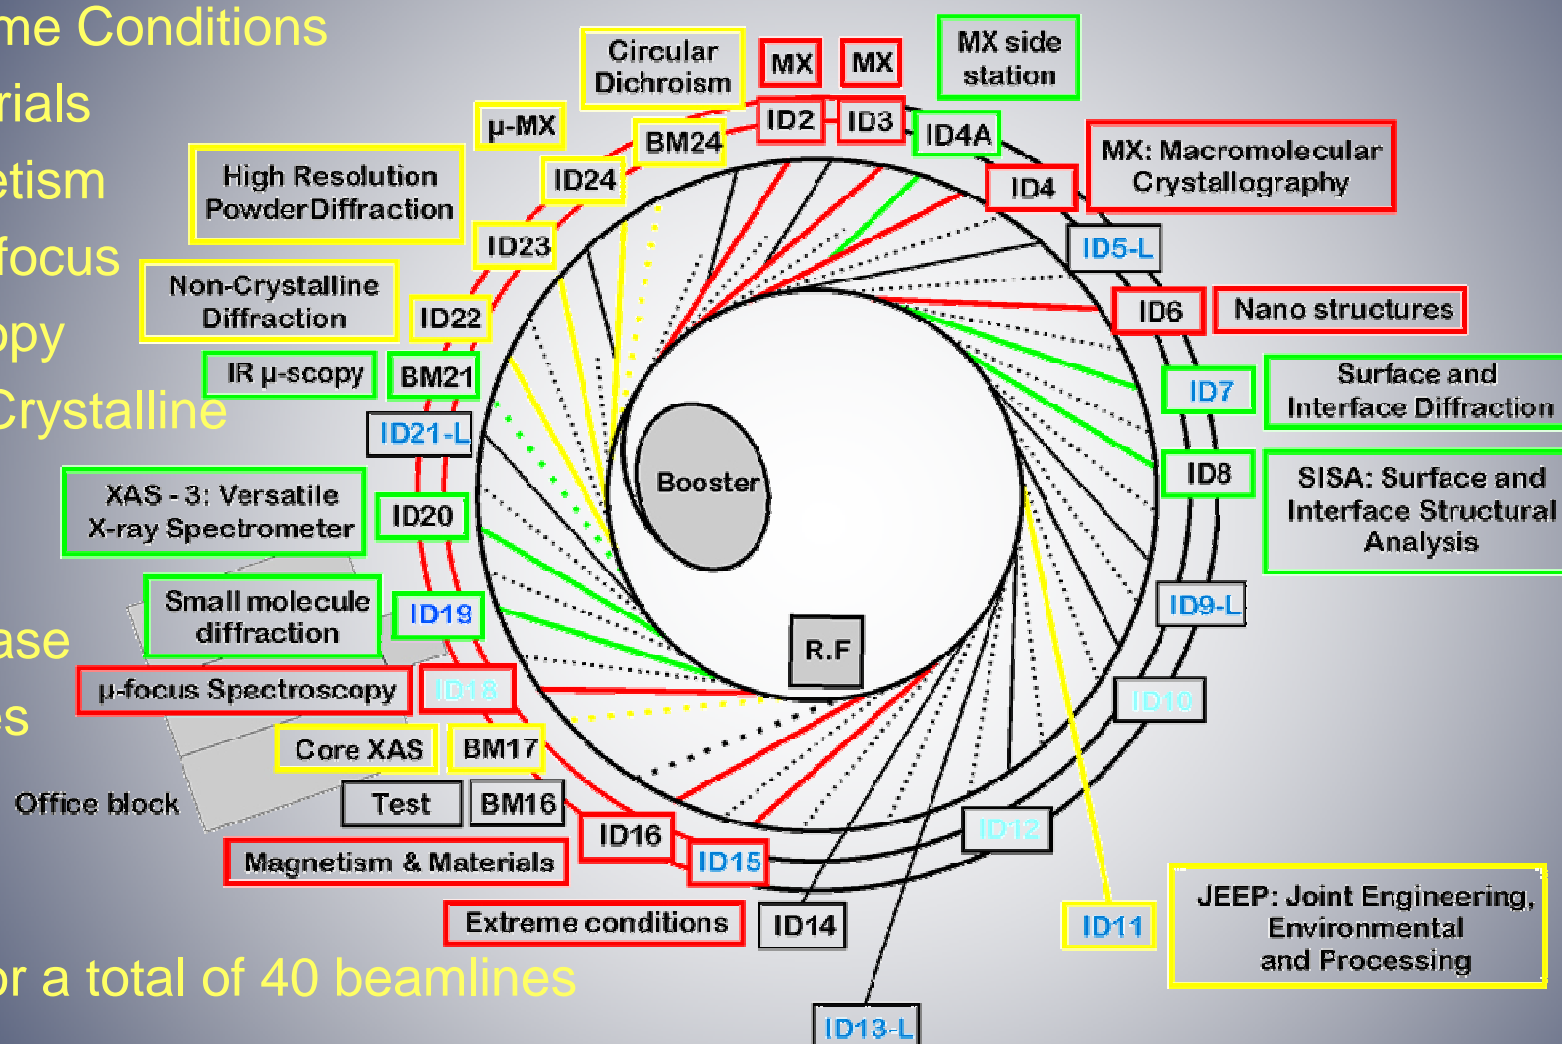 me Conditions
rials
etism
focus
opy
Crystalline
ase
es
or a total of 40 beamlines
Circular
Dichroism
MX
MX
MX side
station
μ-MX
BM24
ID2
ID3
ID4A
MX: Macromolecular
Crystallography
High Resolution
PowderDiffraction
ID24
ID4
ID23
ID5-L
Non-Crystalline
Diffraction
ID22
ID6
Nano structures
IR μ-scopy
BM21
ID7
Surface and
Interface Diffraction
ID21-L
Booster
ID8
SISA: Surface and
Interface Structural
Analysis
XAS - 3: Versatile
X-ray Spectrometer
ID20
Small molecule
diffraction
ID19
ID9-L
R.F
μ-focus Spectroscopy
ID18
ID10
Core XAS
BM17
Office block
Test
BM16
ID16
ID12
Magnetism & Materials
ID15
Extreme conditions
ID14
ID11
JEEP: Joint Engineering,
Environmental
and Processing
ID13-L